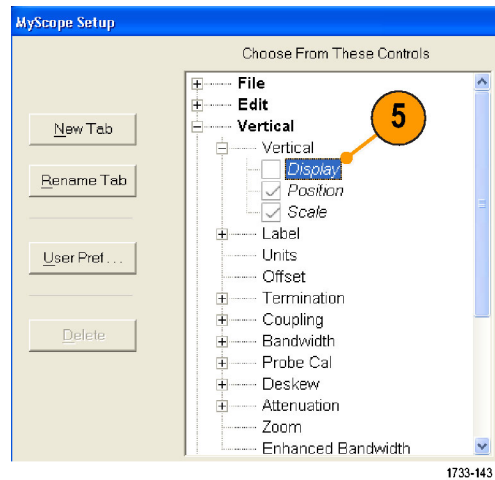 MyScope Setup
Choose From These Controls
File
Edit
Vertical
Vertical
Display
Position
Scale
Label
Units
Offset
Termination
Coupling
Bandwidth
Probe Cal
Deskew
Attenuation
Zoom
Enhanced Bandwidth
New Tab
Rename Tab
User Pref...
Delete
5
1733-143